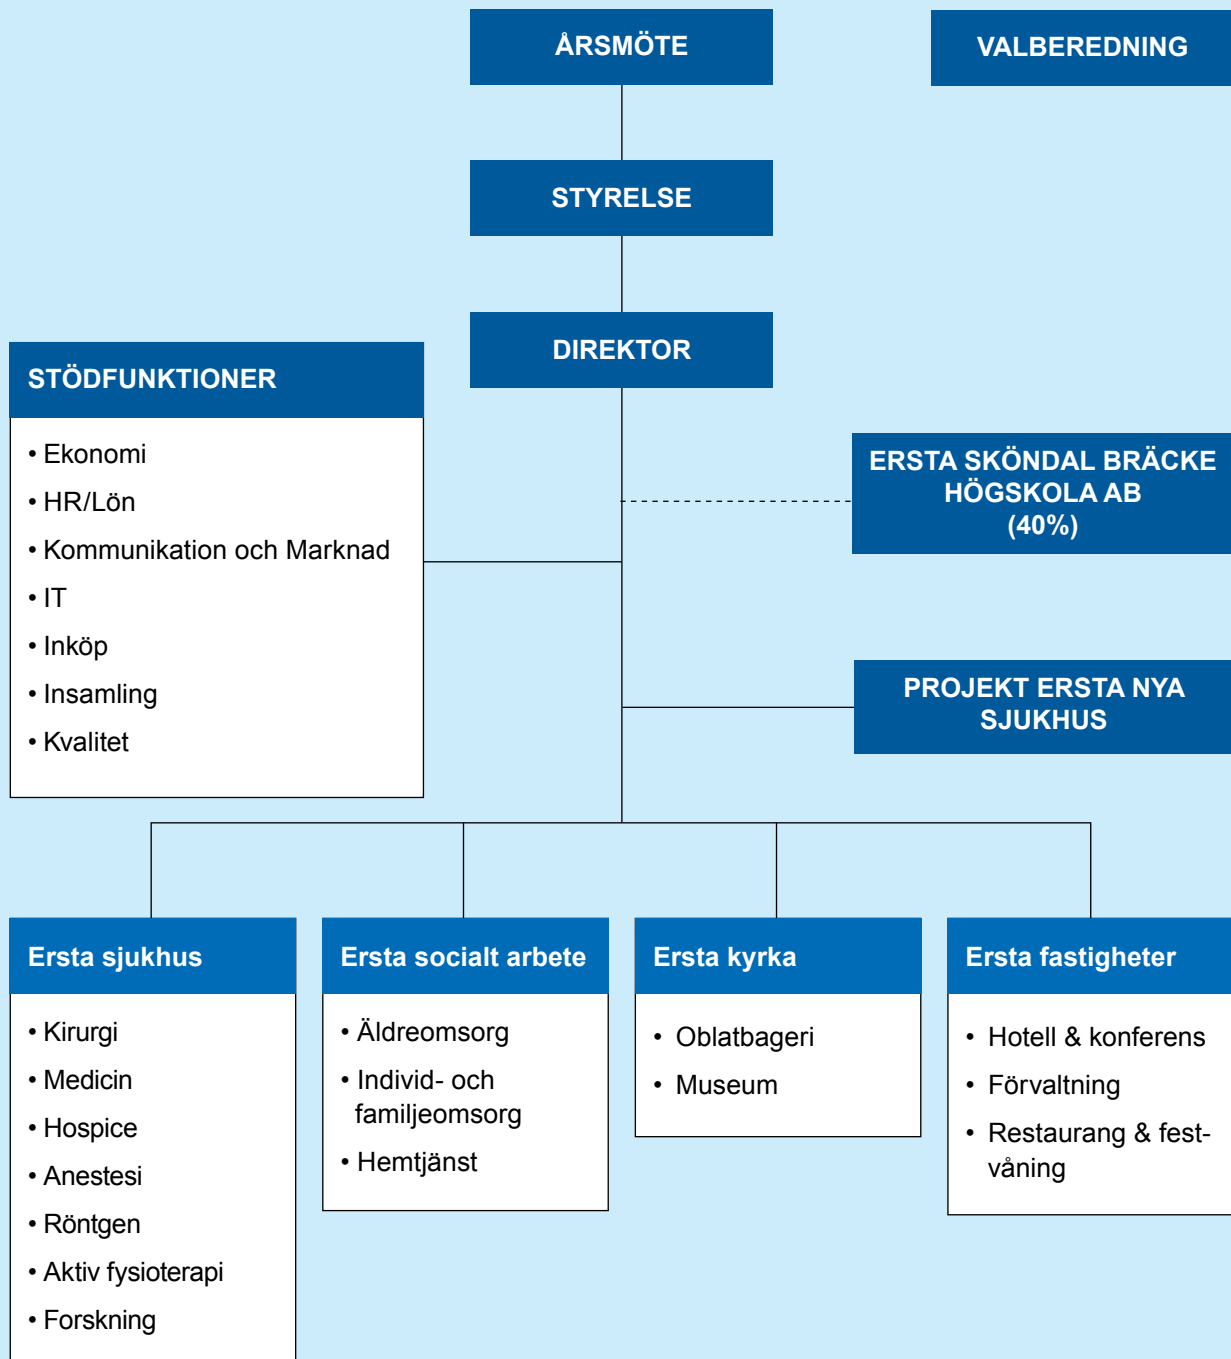 ÅRSMÖTE
VALBEREDNING
STYRELSE
DIREKTOR
STÖDFUNKTIONER
• Ekonomi
• HR/Lön
• Kommunikation och Marknad
• IT
• Inköp
• Insamling
• Kvalitet
ERSTA SKÖNDAL BRÄCKE
HÖGSKOLA AB
(40%)
PROJEKT ERSTA NYA
SJUKHUS
Ersta sjukhus
• Kirurgi
• Medicin
• Hospice
• Anestesi
• Röntgen
• Aktiv fysioterapi
• Forskning
Ersta socialt arbete
• Äldreomsorg
• Individ- och
familjeomsorg
• Hemtjänst
Ersta kyrka
• Oblatbageri
• Museum
Ersta fastigheter
• Hotell & konferens
• Förvaltning
• Restaurang & fest-
våning